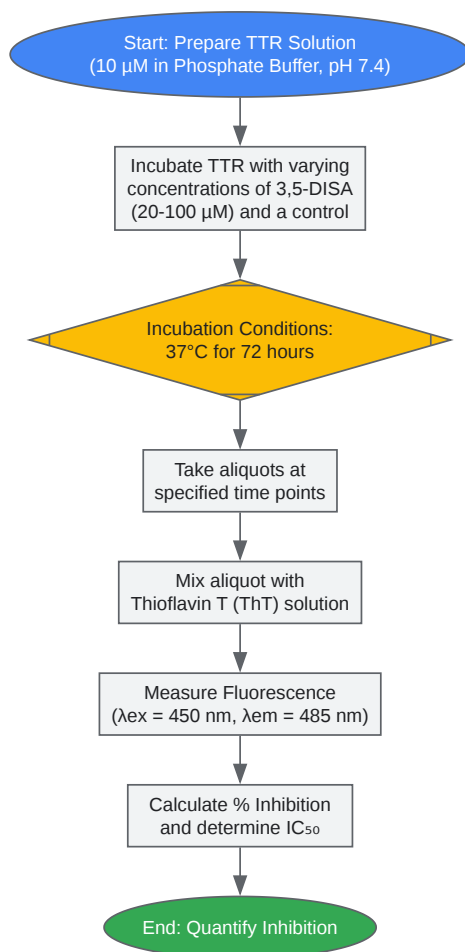 Start: Prepare TTR Solution
(10 µM in Phosphate Buffer, pH 7.4)
Incubate TTR with varying
concentrations of 3,5-DISA
(20-100 µM) and a control
Incubation Conditions:
37°C for 72 hours
Take aliquots at
specified time points
Mix aliquot with
Thioflavin T (ThT) solution
Measure Fluorescence
(λex = 450 nm, λem = 485 nm)
Calculate % Inhibition
and determine IC₅₀
End: Quantify Inhibition